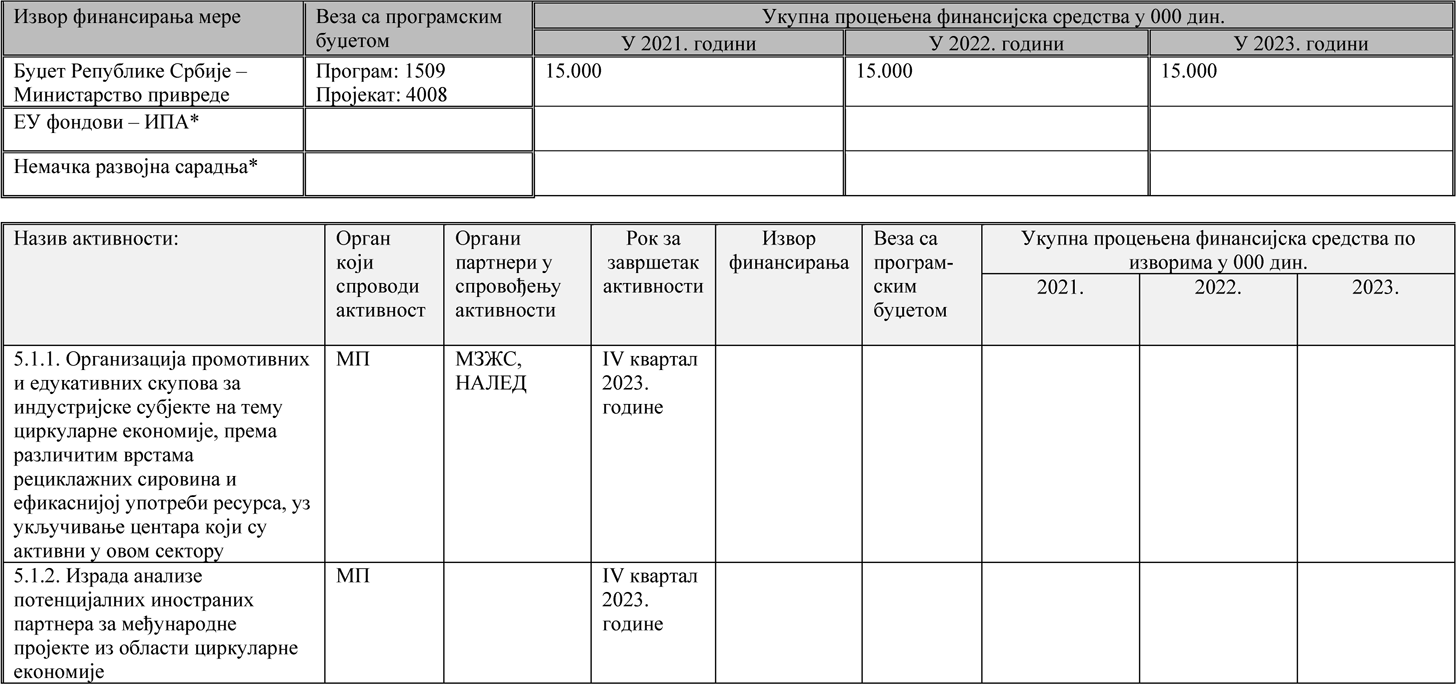 Извор финансирања мере
Веза са програмским
буџетом
Укупна процењена финансијска средства у 000 дин.
У 2021. години
У 2022. години
У 2023. години
Буџет Републике Србије –
Министарство привреде
Програм: 1509
Пројекат: 4008
15.000
15.000
15.000
ЕУ фондови – ИПА*
Немачка развојна сарадња*
Назив активности:
Орган
који
спроводи
активност
Органи
партнери у
спровођењу
активности
Рок за
завршетак
активности
Извор
финансирања
Веза са
програм-
ским
буџетом
Укупна процењена финансијска средства по
изворима у 000 дин.
2021.
2022.
2023.
5.1.1. Организација промотивних
и едукативних скупова за
индустријске субјекте на тему
циркуларне економије, према
различитим врстама
рециклажних сировина и
ефикаснијој употреби ресурса, уз
укључивање центара који су
активни у овом сектору
МП
МЗЖС,
НАЛЕД
IV квартал
2023.
године
5.1.2. Израда анализе
потенцијалних иностраних
партнера за међународне
пројекте из области циркуларне
економије
МП
IV квартал
2023.
године